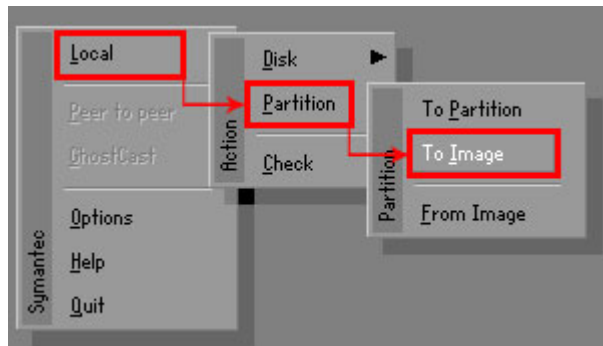 Local
Peer to peer
GhostCast
Options
Help
Quit
Symantec
Disk
Partition
Check
Action
To Partition
To Image
From Image
Partition